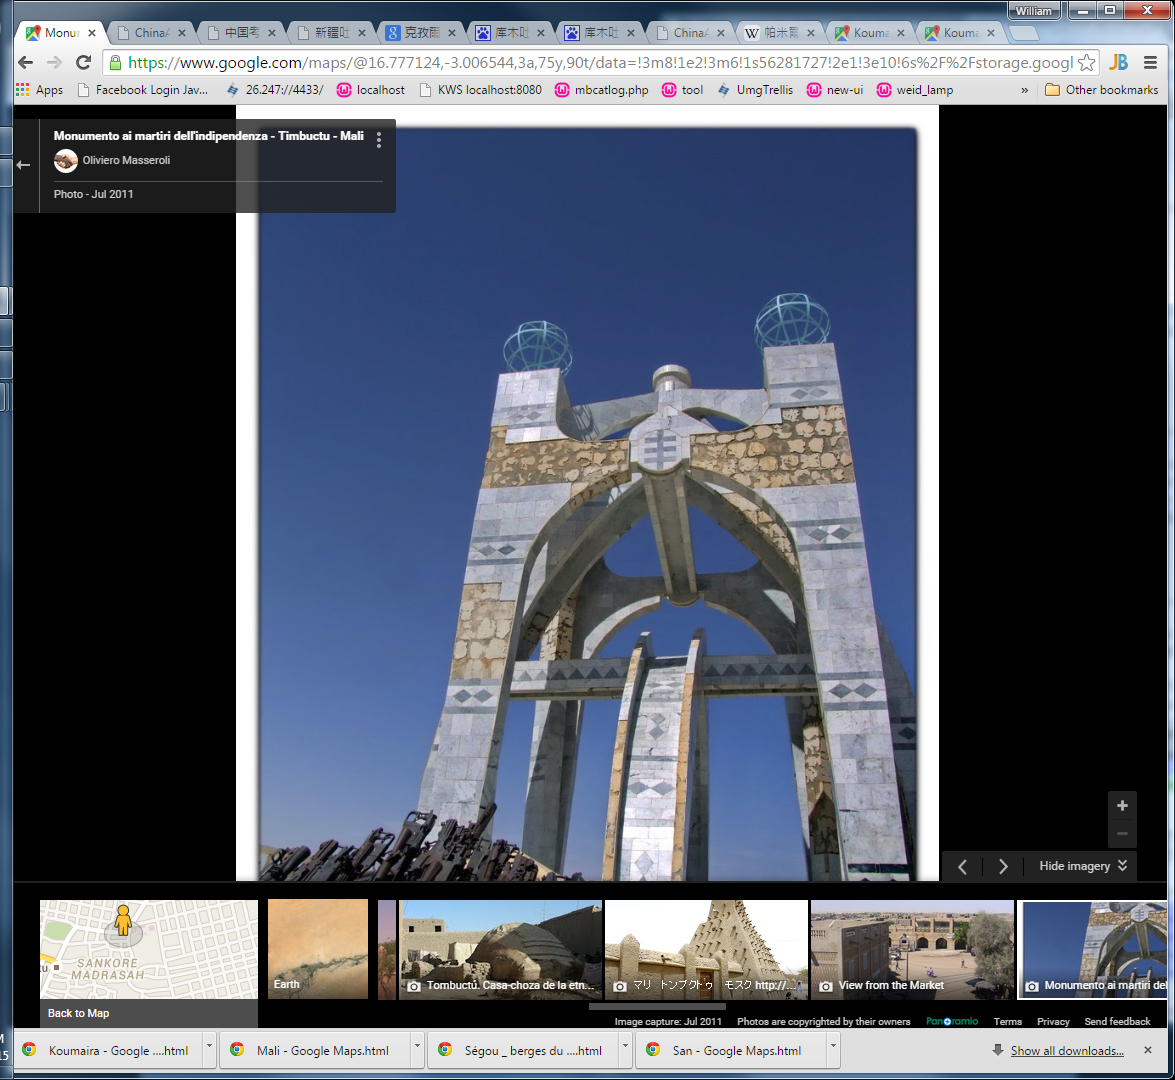 William
Monur
ChinaA
中国考
新疆吐
克孜爾
库木吐
库木吐
ChinaA
帕米爾
Kouma
Kouma
https://www.google.com/maps/@16.777124,-3.006544,3a,75y,90t/data=!3m8!1e2!3m6!1s56281727!2e1!3e10!6s%2F%2Fstorage.googl
JB
Apps
Facebook Login Jav...
26.247:/4433/
localhost
KWS localhost:8080
mbcatlog.php
tool
UmgTrellis
new-ui
weid_lamp
»
Other bookmarks
Monumento ai martiri dell'indipendenza - Timbuctu - Mali
Oliviero Masseroli
Photo - Jul 2011
Hide imagery
SANKORE
MADRASAH
Back to Map
Earth
Tombuctú. Casa-choza de la etn...
マリ トンブクトゥ モスク http://...
View from the Market
Monumento ai martiri del
Image capture: Jul 2011
Photos are copyrighted by their owners
Panoramio
Terms
Privacy
Send feedback
Koumaira - Google ....html
Mali - Google Maps.html
Ségou _ berges du ....html
San - Google Maps.html
Show all downloads...